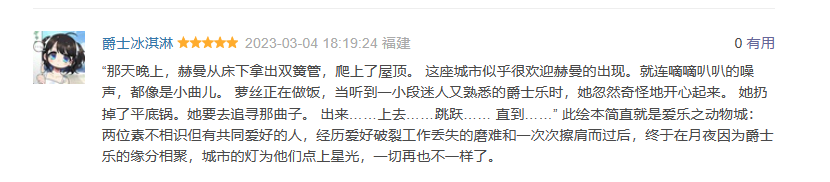 爵士冰淇淋 ★★★★★ 2023-03-04 18:19:24 福建 0 有用
“那天晚上，赫曼从床下拿出双簧管，爬上了屋顶。 这座城市似乎很欢迎赫曼的出现。就连嘀嘀叭叭的噪
声，都像是小曲儿。 萝丝正在做饭，当听到一小段迷人又熟悉的爵士乐时，她忽然奇怪地开心起来。 她扔
掉了平底锅。她要去追寻那曲子。 出来……上去……跳跃…… 直到……” 此绘本简直就是爱乐之动物城：
两位素不相识但有共同爱好的人，经历爱好破裂工作丢失的磨难和一次次擦肩而过后，终于在月夜因为爵士
乐的缘分相聚，城市的灯为他们点上星光，一切再也不一样了。